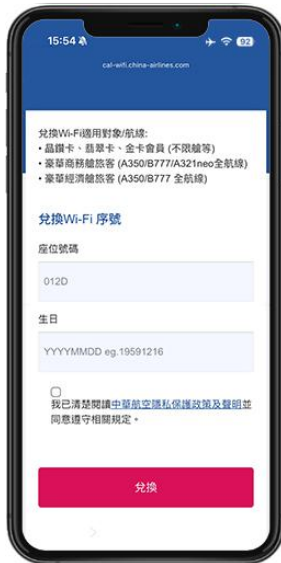 15:54
92
cal-wifi.china-airlines.com
兌換Wi-Fi適用對象/航線:
• 晶鑽卡、翡翠卡、金卡會員 (不限艙等)
• 豪華商務艙旅客 (A350/B777/A321neo全航線)
• 豪華經濟艙旅客 (A350/B777 全航線)
兌換Wi-Fi 序號
座位號碼
012D
生日
YYYYMMDD eg.19591216
我已清楚閱讀中華航空隱私保護政策及聲明並
同意遵守相關規定。
兌換